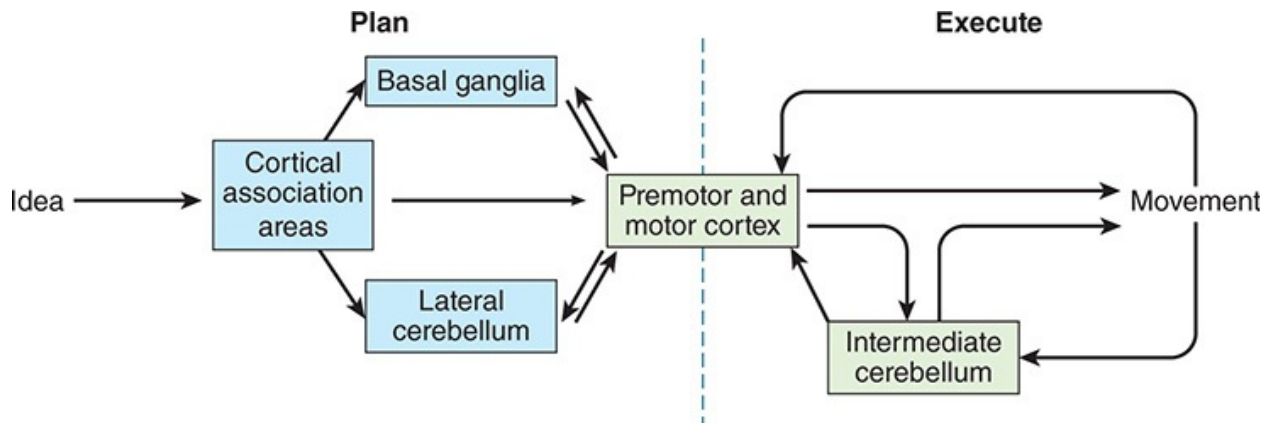 Plan
Execute
Basal ganglia
Cortical
association
areas
Idea
Premotor and
motor cortex
Movement
Lateral
cerebellum
Intermediate
cerebellum